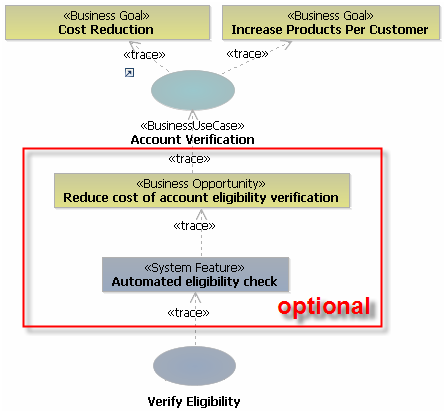 «Business Goal»
Cost Reduction
«Business Goal»
Increase Products Per Customer
«trace»
«trace»
«BusinessUseCase»
Account Verification
«trace»
«Business Opportunity»
Reduce cost of account eligibility verification
«trace»
«System Feature»
Automated eligibility check
optional
«trace»
Verify Eligibility